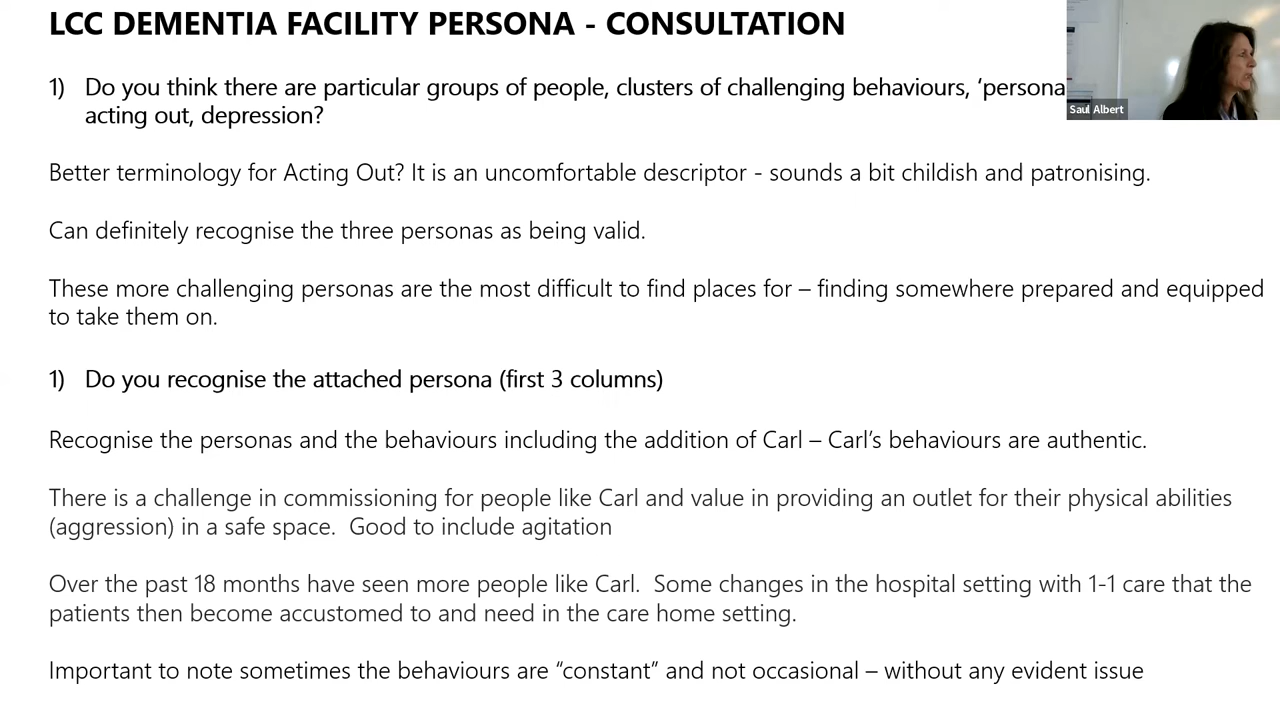 LCC DEMENTIA FACILITY PERSONA - CONSULTATION
1) Do you think there are particular groups of people, clusters of challenging behaviours, ‘persona
acting out, depression?
Saul Albert
Better terminology for Acting Out? It is an uncomfortable descriptor - sounds a bit childish and patronising.
Can definitely recognise the three personas as being valid.
These more challenging personas are the most difficult to find places for – finding somewhere prepared and equipped
to take them on.
1) Do you recognise the attached persona (first 3 columns)
Recognise the personas and the behaviours including the addition of Carl – Carl’s behaviours are authentic.
There is a challenge in commissioning for people like Carl and value in providing an outlet for their physical abilities
(aggression) in a safe space.  Good to include agitation
Over the past 18 months have seen more people like Carl.  Some changes in the hospital setting with 1-1 care that the
patients then become accustomed to and need in the care home setting.
Important to note sometimes the behaviours are “constant” and not occasional – without any evident issue